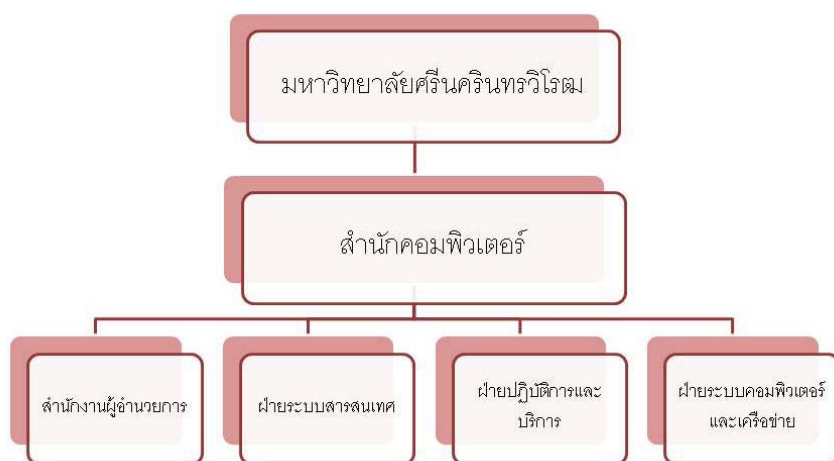 มหาวิทยาลัยศรีนครินทรวิโรฒ
สำนักคอมพิวเตอร์
สำนักงานผู้อำนวยการ
ฝ่ายระบบสารสนเทศ
ฝ่ายปฏิบัติการและ
บริการ
ฝ่ายระบบคอมพิวเตอร์
และเครือข่าย